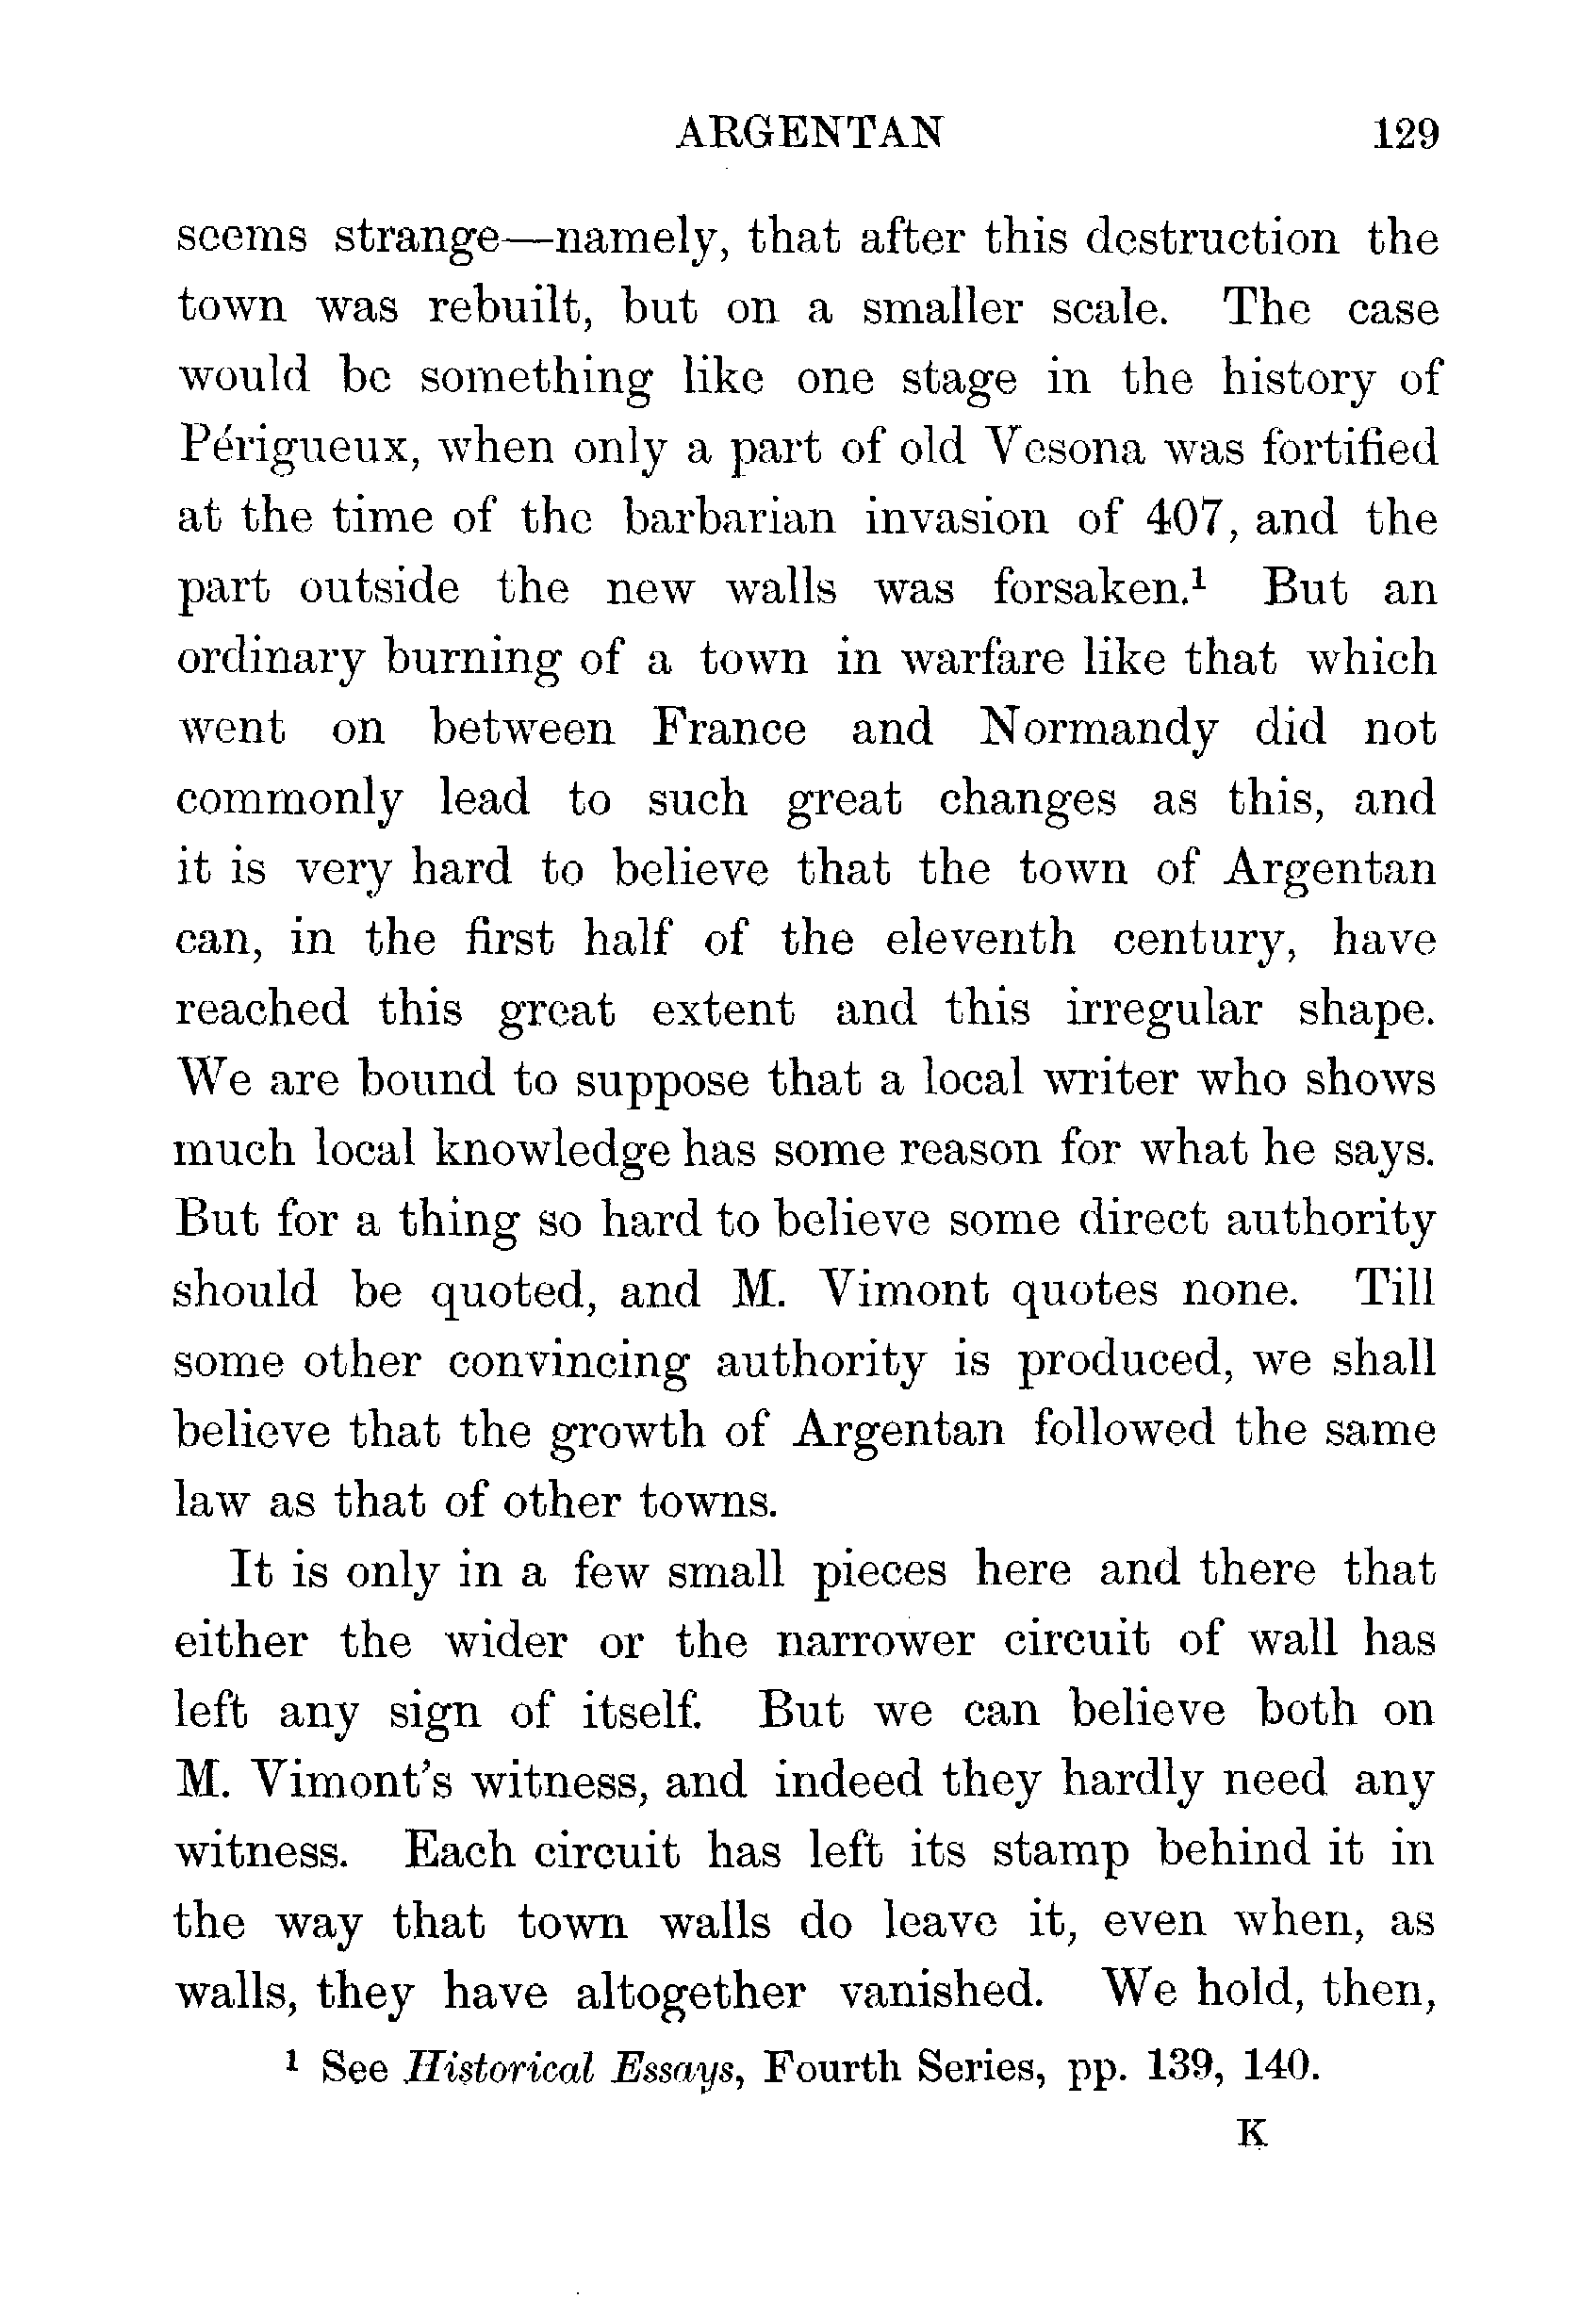 ARGENTAN 129
seems strange—namely, that after this destruction the
town was rebuilt, but on a smaller scale. The case
would be something like one stage in the history of
Périgueux, when only a part of old Vesona was fortified
at the time of the barbarian invasion of 407, and the
part outside the new walls was forsaken.¹ But an
ordinary burning of a town in warfare like that which
went on between France and Normandy did not
commonly lead to such great changes as this, and
it is very hard to believe that the town of Argentan
can, in the first half of the eleventh century, have
reached this great extent and this irregular shape.
We are bound to suppose that a local writer who shows
much local knowledge has some reason for what he says.
But for a thing so hard to believe some direct authority
should be quoted, and M. Vimont quotes none. Till
some other convincing authority is produced, we shall
believe that the growth of Argentan followed the same
law as that of other towns.
It is only in a few small pieces here and there that
either the wider or the narrower circuit of wall has
left any sign of itself. But we can believe both on
M. Vimont's witness, and indeed they hardly need any
witness. Each circuit has left its stamp behind it in
the way that town walls do leave it, even when, as
walls, they have altogether vanished. We hold, then,
¹ See Historical Essays, Fourth Series, pp. 139, 140.
K